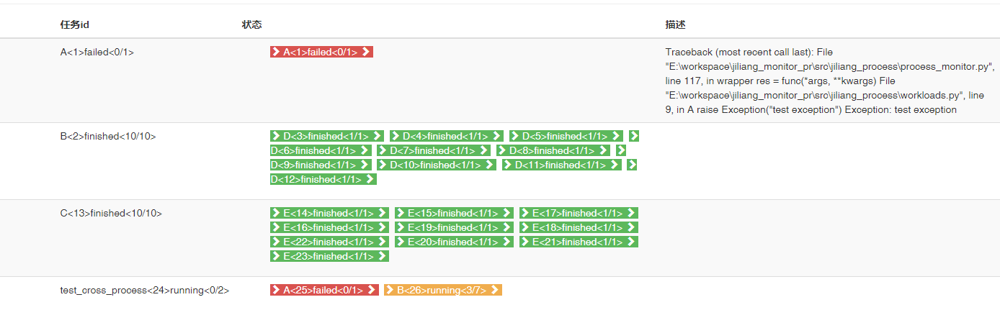 任务id 状态 描述
A<1>failed<0/1> A<1>failed<0/1> Traceback (most recent call last): File
"E:\workspace\jiliang_monitor_pr\src\jiliang_process\process_monitor.py",
line 117, in wrapper res = func(*args, **kwargs) File
"E:\workspace\jiliang_monitor_pr\src\jiliang_process\workloads.py", line
9, in A raise Exception("test exception") Exception: test exception
B<2>finished<10/10> D<3>finished<1/1> D<4>finished<1/1> D<5>finished<1/1>
D<6>finished<1/1> D<7>finished<1/1> D<8>finished<1/1>
D<9>finished<1/1> D<10>finished<1/1> D<11>finished<1/1>
D<12>finished<1/1>
C<13>finished<10/10> E<14>finished<1/1> E<15>finished<1/1> E<17>finished<1/1>
E<16>finished<1/1> E<19>finished<1/1> E<18>finished<1/1>
E<22>finished<1/1> E<20>finished<1/1> E<21>finished<1/1>
E<23>finished<1/1>
test_cross_process<24>running<0/2> A<25>failed<0/1> B<26>running<3/7>